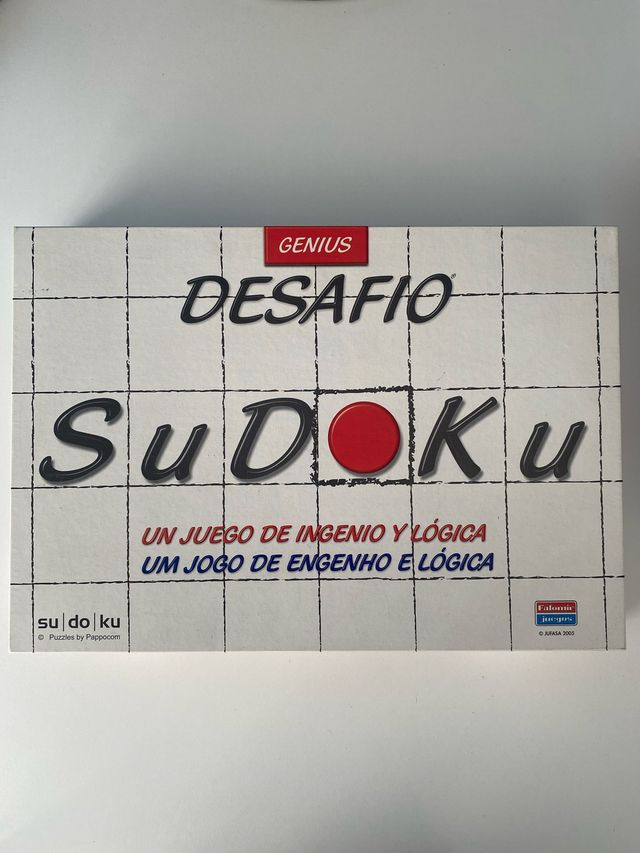 GENIUS
DESAFIO®
SuDoKu
UN JUEGO DE INGENIO Y LÓGICA
UM JOGO DE ENGENHO E LÓGICA
su|do|ku
© Puzzles by Pappocom
Falomir
juegos
© JUFASA 2005